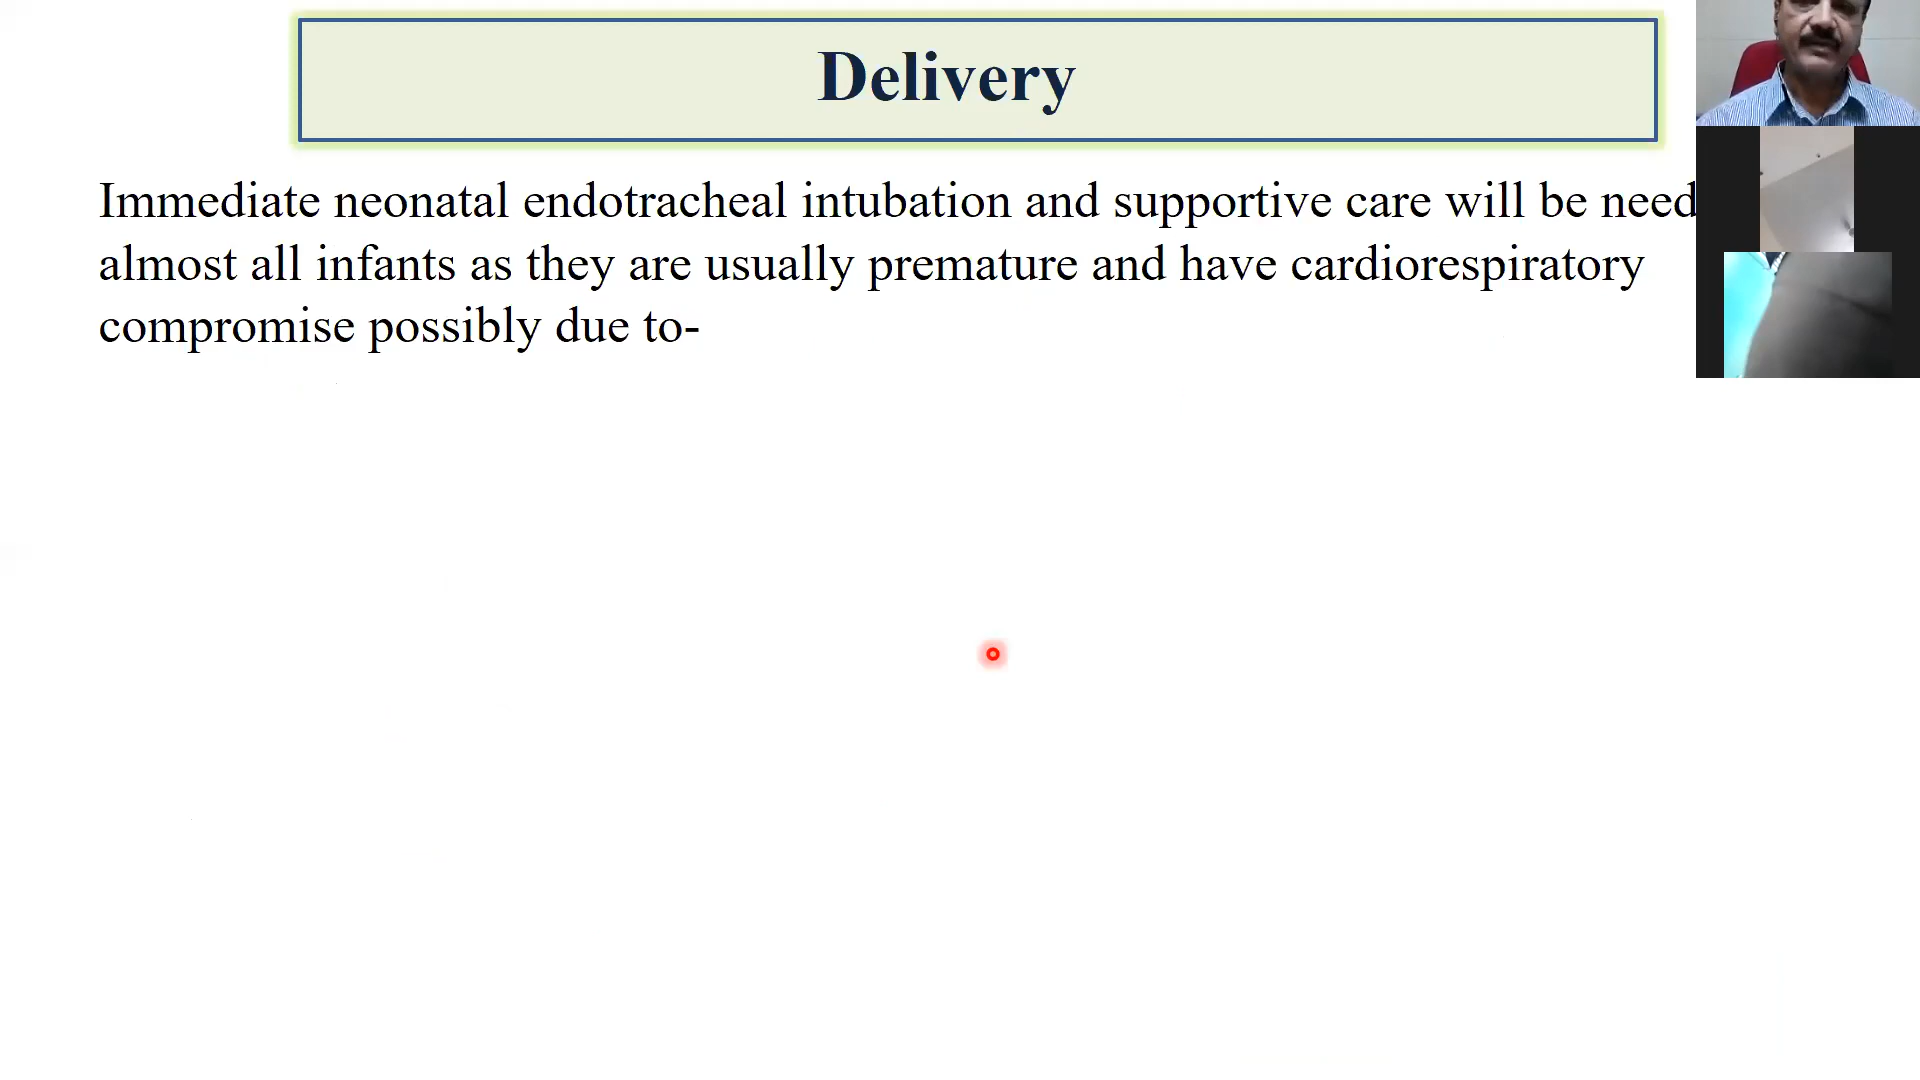 Delivery
Immediate neonatal endotracheal intubation and supportive care will be need
almost all infants as they are usually premature and have cardiorespiratory
compromise possibly due to-